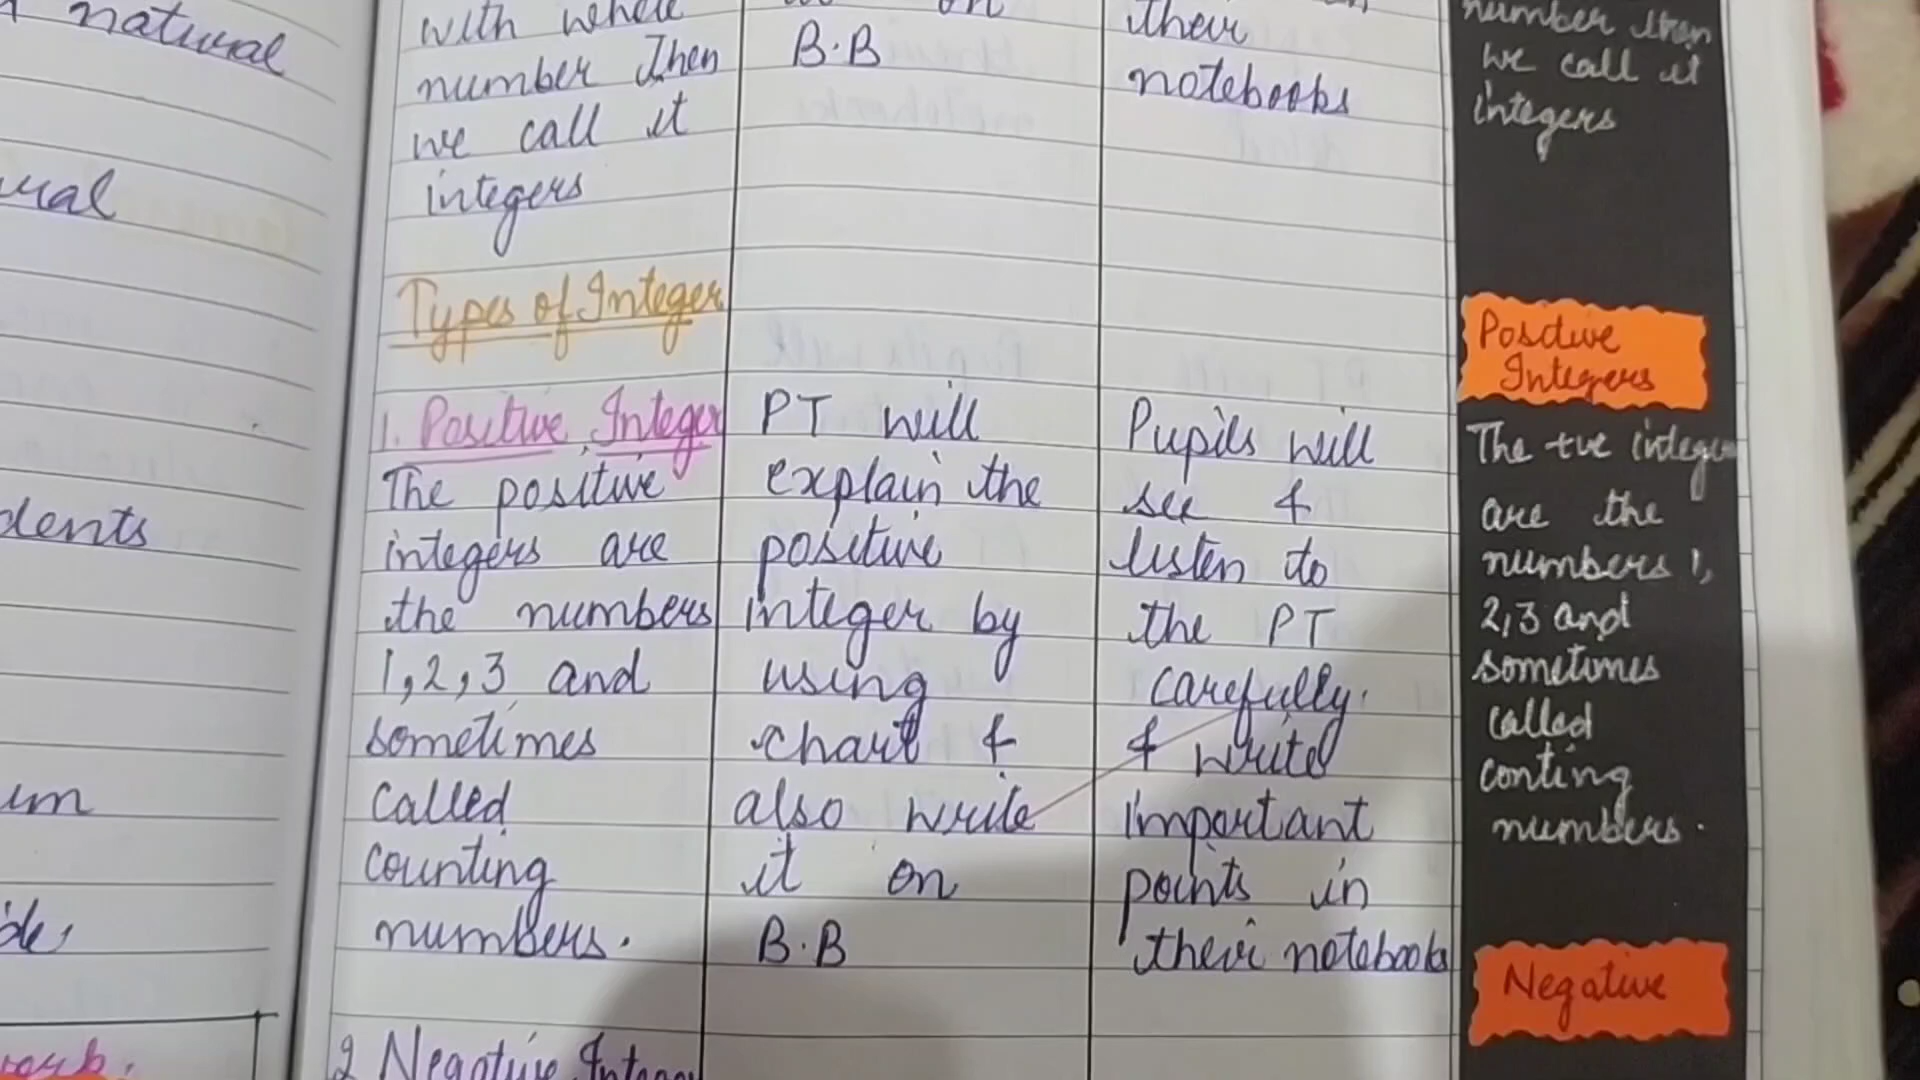 natural
dents
with whole
number Then
we call it
integers
Types of Integer
1. Positive Integer
The positive
integers are
the numbers
1,2,3 and
sometimes
called
counting
numbers.
2 Negative Integer
on
B.B
PT will
explain the
positive
integer by
using
chart &
also write
it on
B.B
their
notebooks
Pupils will
see &
listen to
the PT
carefully.
& write
important
points in
their notebooks
number then
we call it
integers
Positive
Integers
The +ve integer
are the
numbers 1,
2,3 and
sometimes
called
conting
numbers.
Negative